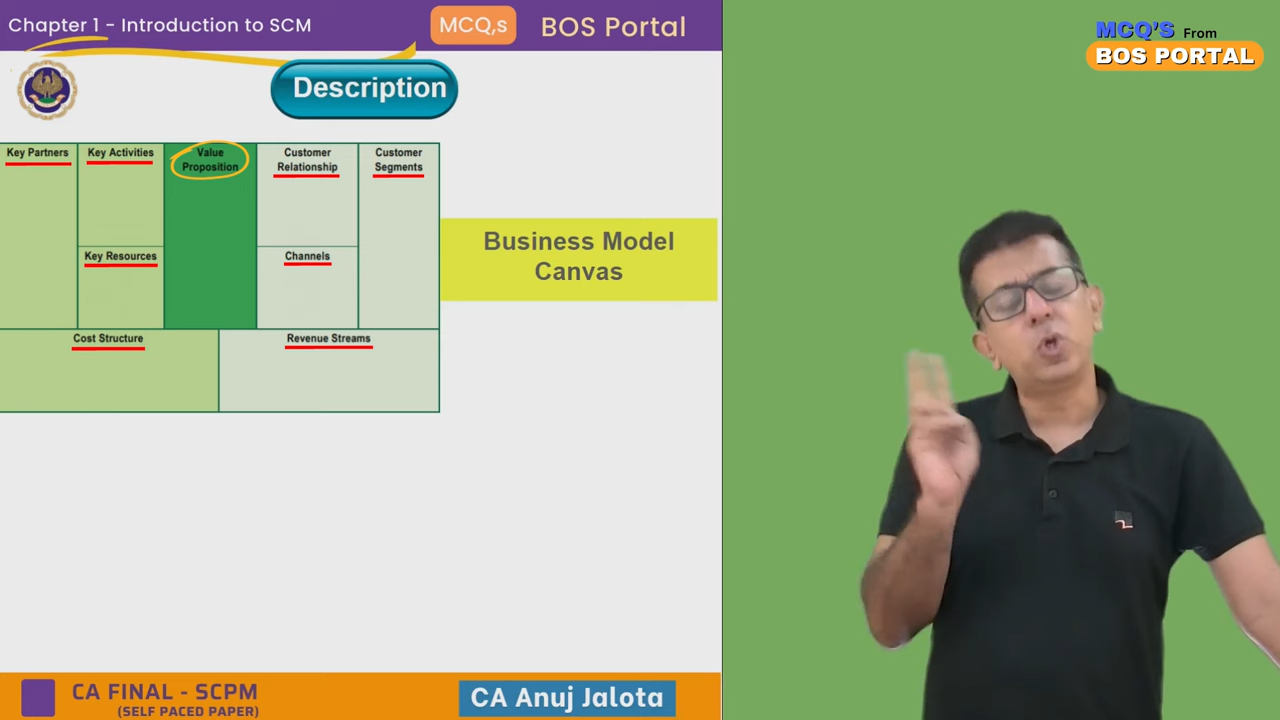 Chapter 1 - Introduction to SCM
MCQ,s
BOS Portal
MCQ'S From
BOS PORTAL
Description
Key Partners
Key Activities
Value
Proposition
Customer
Relationship
Customer
Segments
Key Resources
Channels
Cost Structure
Revenue Streams
Business Model
Canvas
CA FINAL - SCPM
(SELF PACED PAPER)
CA Anuj Jalota